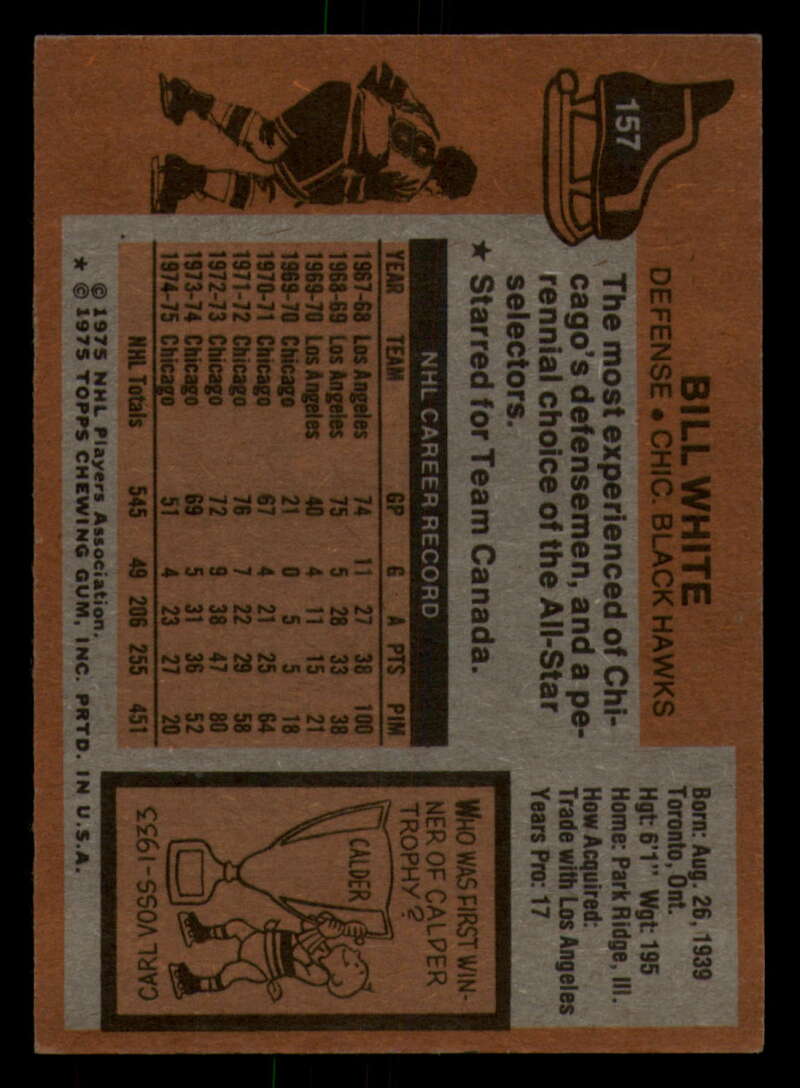 157
BILL WHITE
DEFENSE • CHIC. BLACK HAWKS
The most experienced of Chi-
cago's defensemen, and a pe-
rennial choice of the All-Star
selectors.
★ Starred for Team Canada.
Born: Aug. 26, 1939
Toronto, Ont.
Hgt: 6'1" Wgt: 195
Home: Park Ridge, Ill.
How Acquired:
Trade with Los Angeles
Years Pro: 17
NHL CAREER RECORD
YEAR TEAM GP G A PTS PIM
1967-68 Los Angeles 74 11 27 38 100
1968-69 Los Angeles 75 5 28 33 38
1969-70 Los Angeles 40 4 11 15 21
1969-70 Chicago 21 0 5 5 18
1970-71 Chicago 67 4 21 25 64
1971-72 Chicago 76 7 22 29 58
1972-73 Chicago 72 9 38 47 80
1973-74 Chicago 69 5 31 36 52
1974-75 Chicago 51 4 23 27 20
NHL Totals 545 49 206 255 451
WHO WAS FIRST WIN-
NER OF CALDER
TROPHY?
CALDER
CARL VOSS-1933
© 1975 NHL Players Association.
★ © 1975 TOPPS CHEWING GUM, INC. PRTD. IN U.S.A.